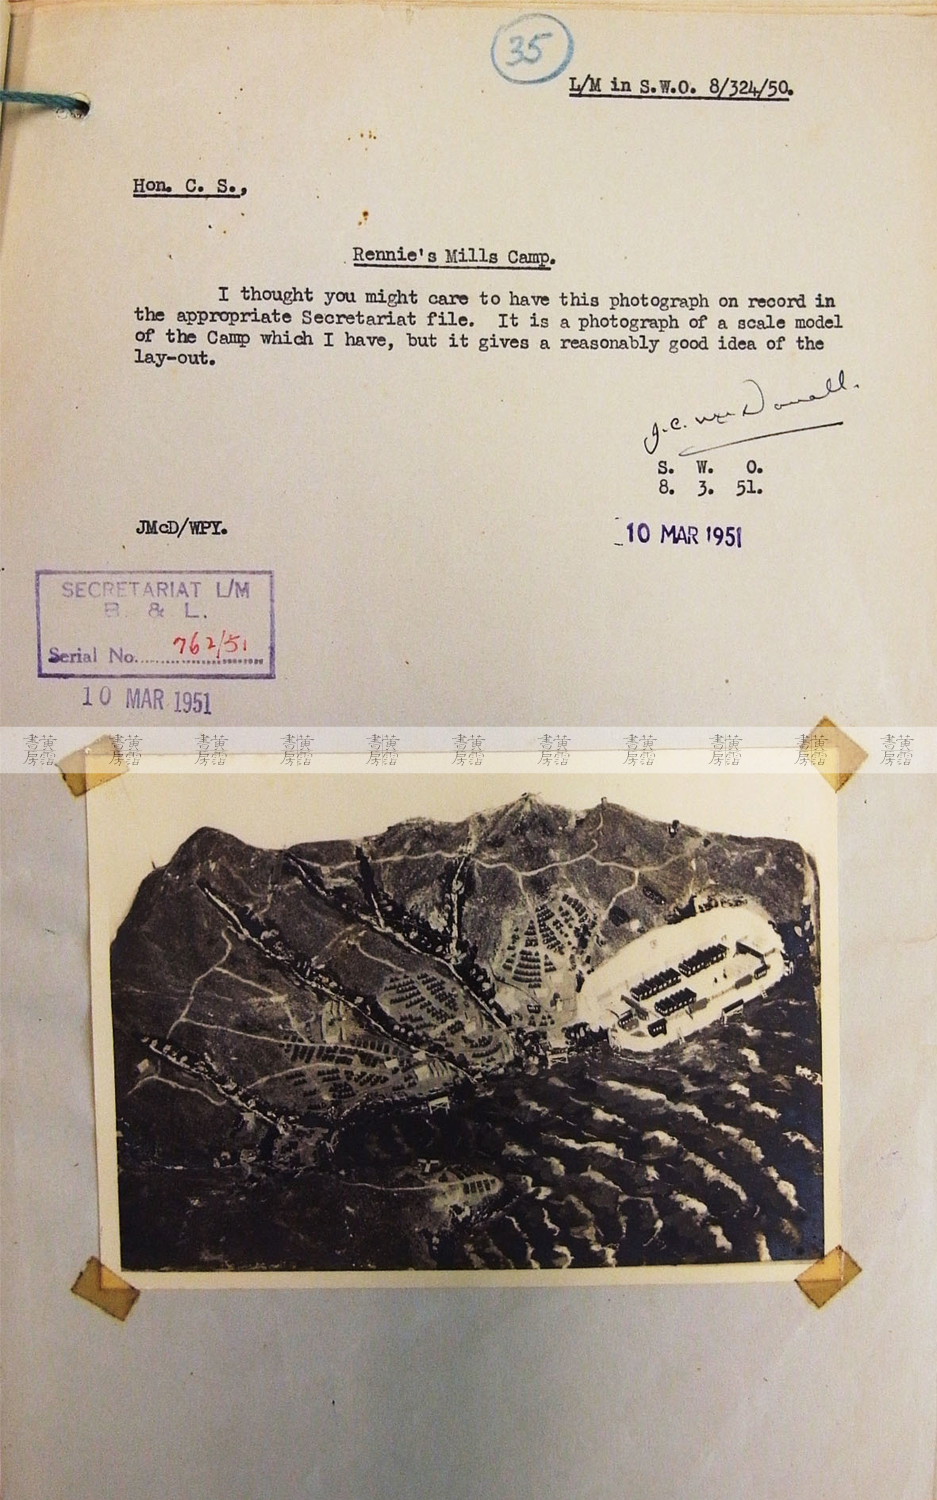 35
L/M in S.W.O. 8/324/50.
Hon. C. S.,
Rennie's Mills Camp.
I thought you might care to have this photograph on record in
the appropriate Secretariat file. It is a photograph of a scale model
of the Camp which I have, but it gives a reasonably good idea of the
lay-out.
J.C. McDouall.
S. W. O.
8. 3. 51.
JMcD/WPY.
10 MAR 1951
SECRETARIAT L/M
B. & L.
Serial No. 762/51
10 MAR 1951